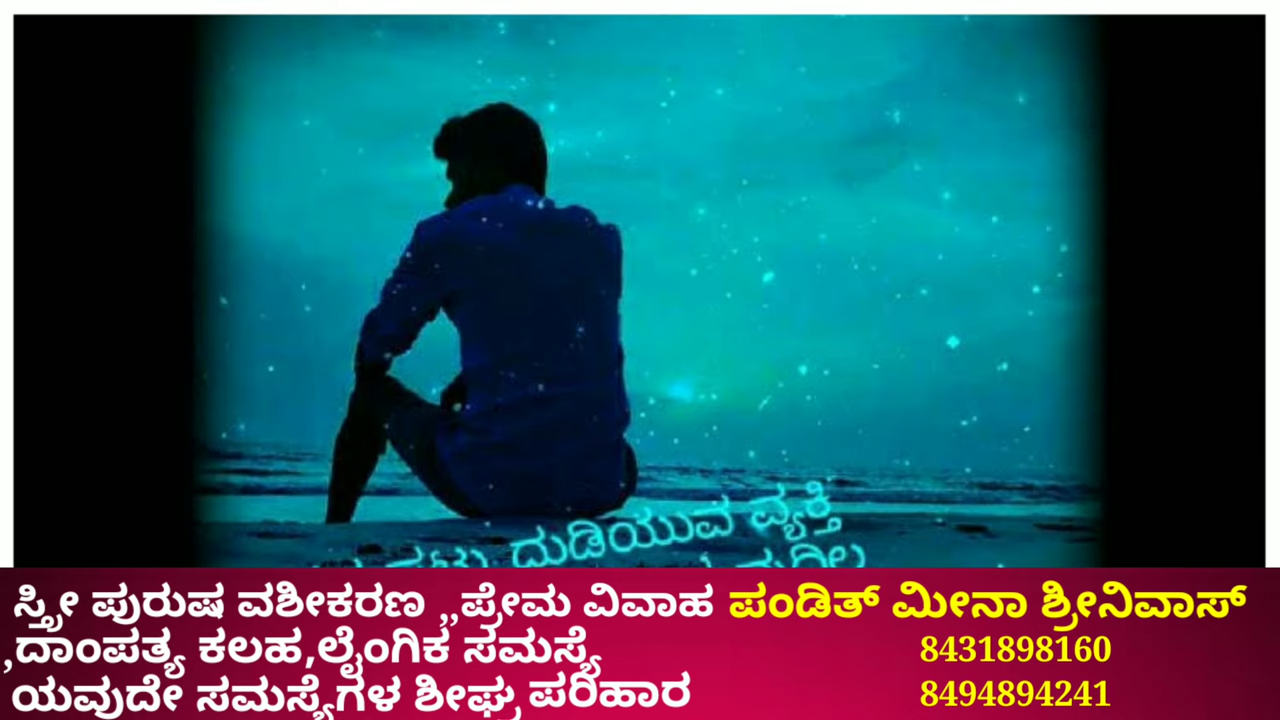 ದುಡಿಯುವ ವ್ಯಕ್ತಿ
ಸ್ತ್ರೀ ಪುರುಷ ವಶೀಕರಣ ,,ಪ್ರೇಮ ವಿವಾಹ ಪಂಡಿತ್ ಮೀನಾ ಶ್ರೀನಿವಾಸ್
,ದಾಂಪತ್ಯ ಕಲಹ,ಲೈಂಗಿಕ ಸಮಸ್ಯೆ 8431898160
ಯವುದೇ ಸಮಸ್ಯೆಗಳ ಶೀಘ್ರ ಪರಿಹಾರ 8494894241